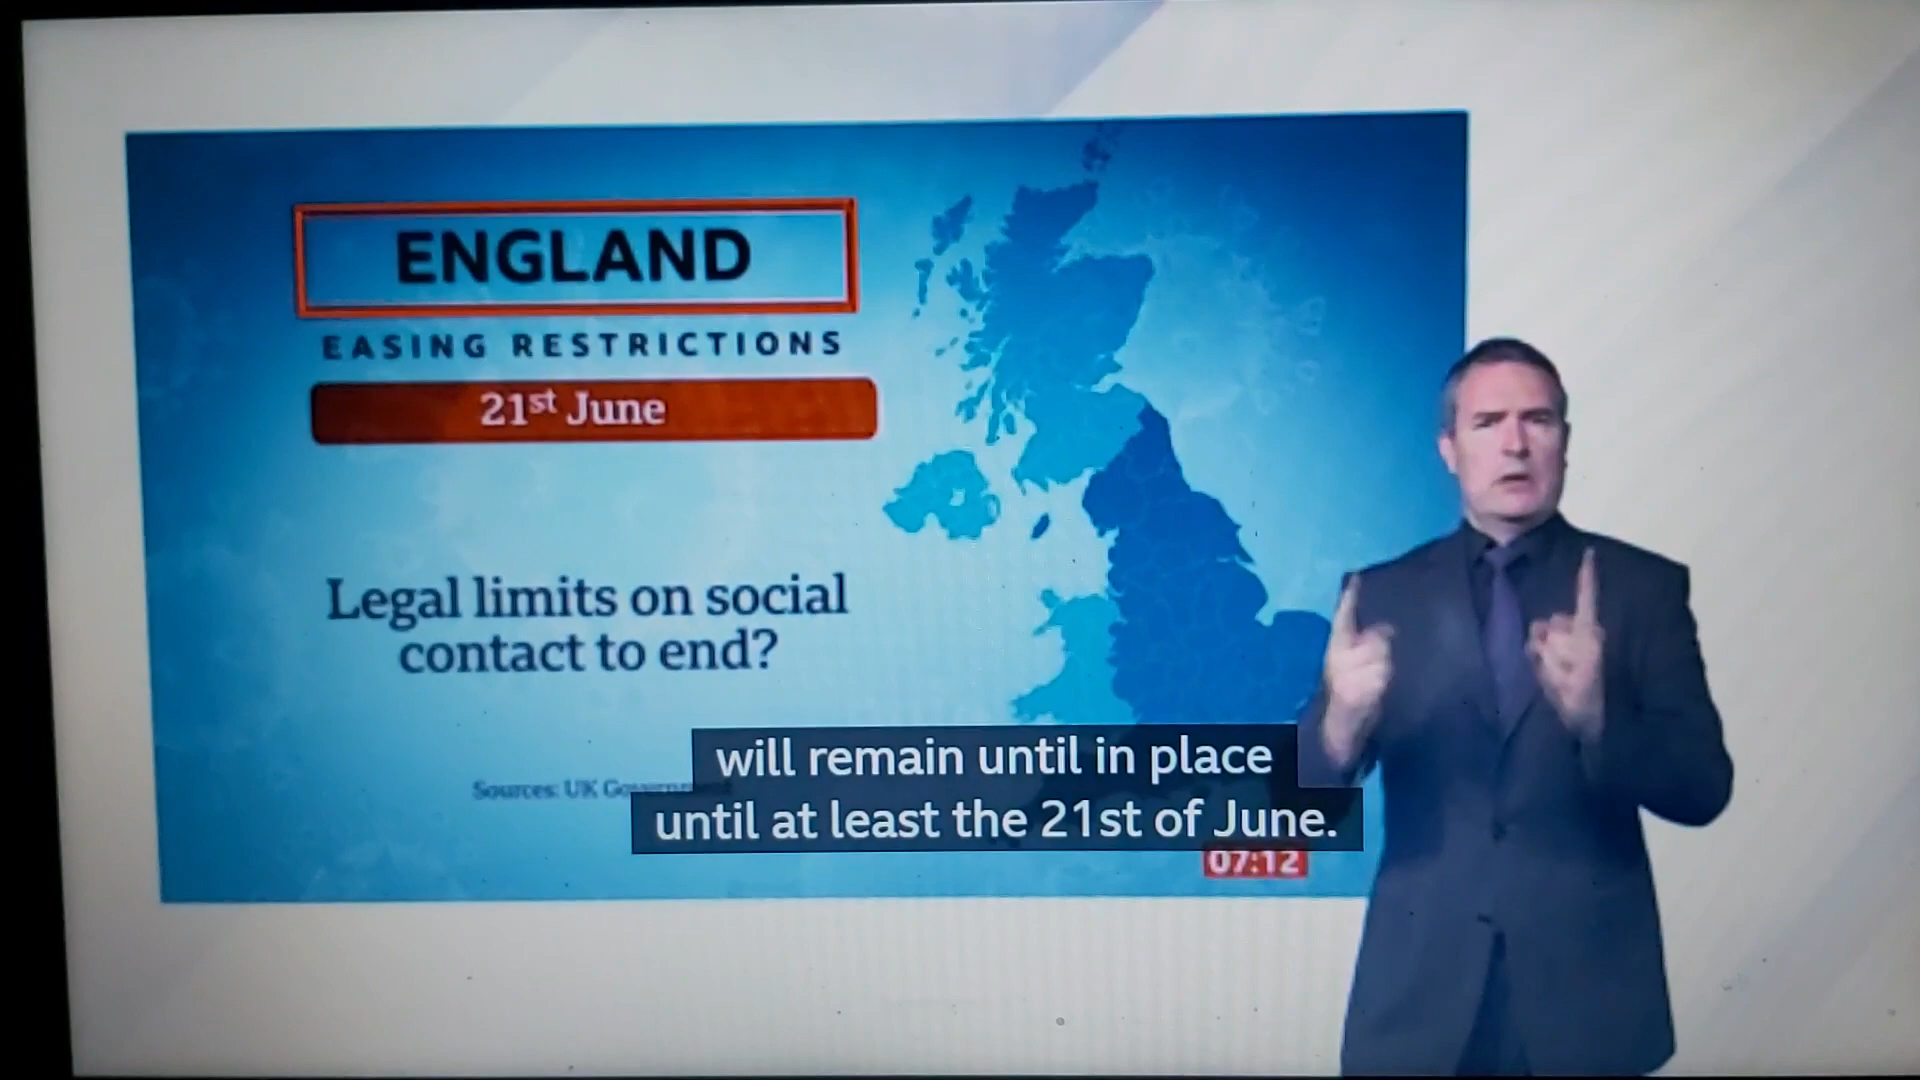 ENGLAND
EASING RESTRICTIONS
21st June
Legal limits on social
contact to end?
Sources: UK
will remain until in place
until at least the 21st of June.
07:12